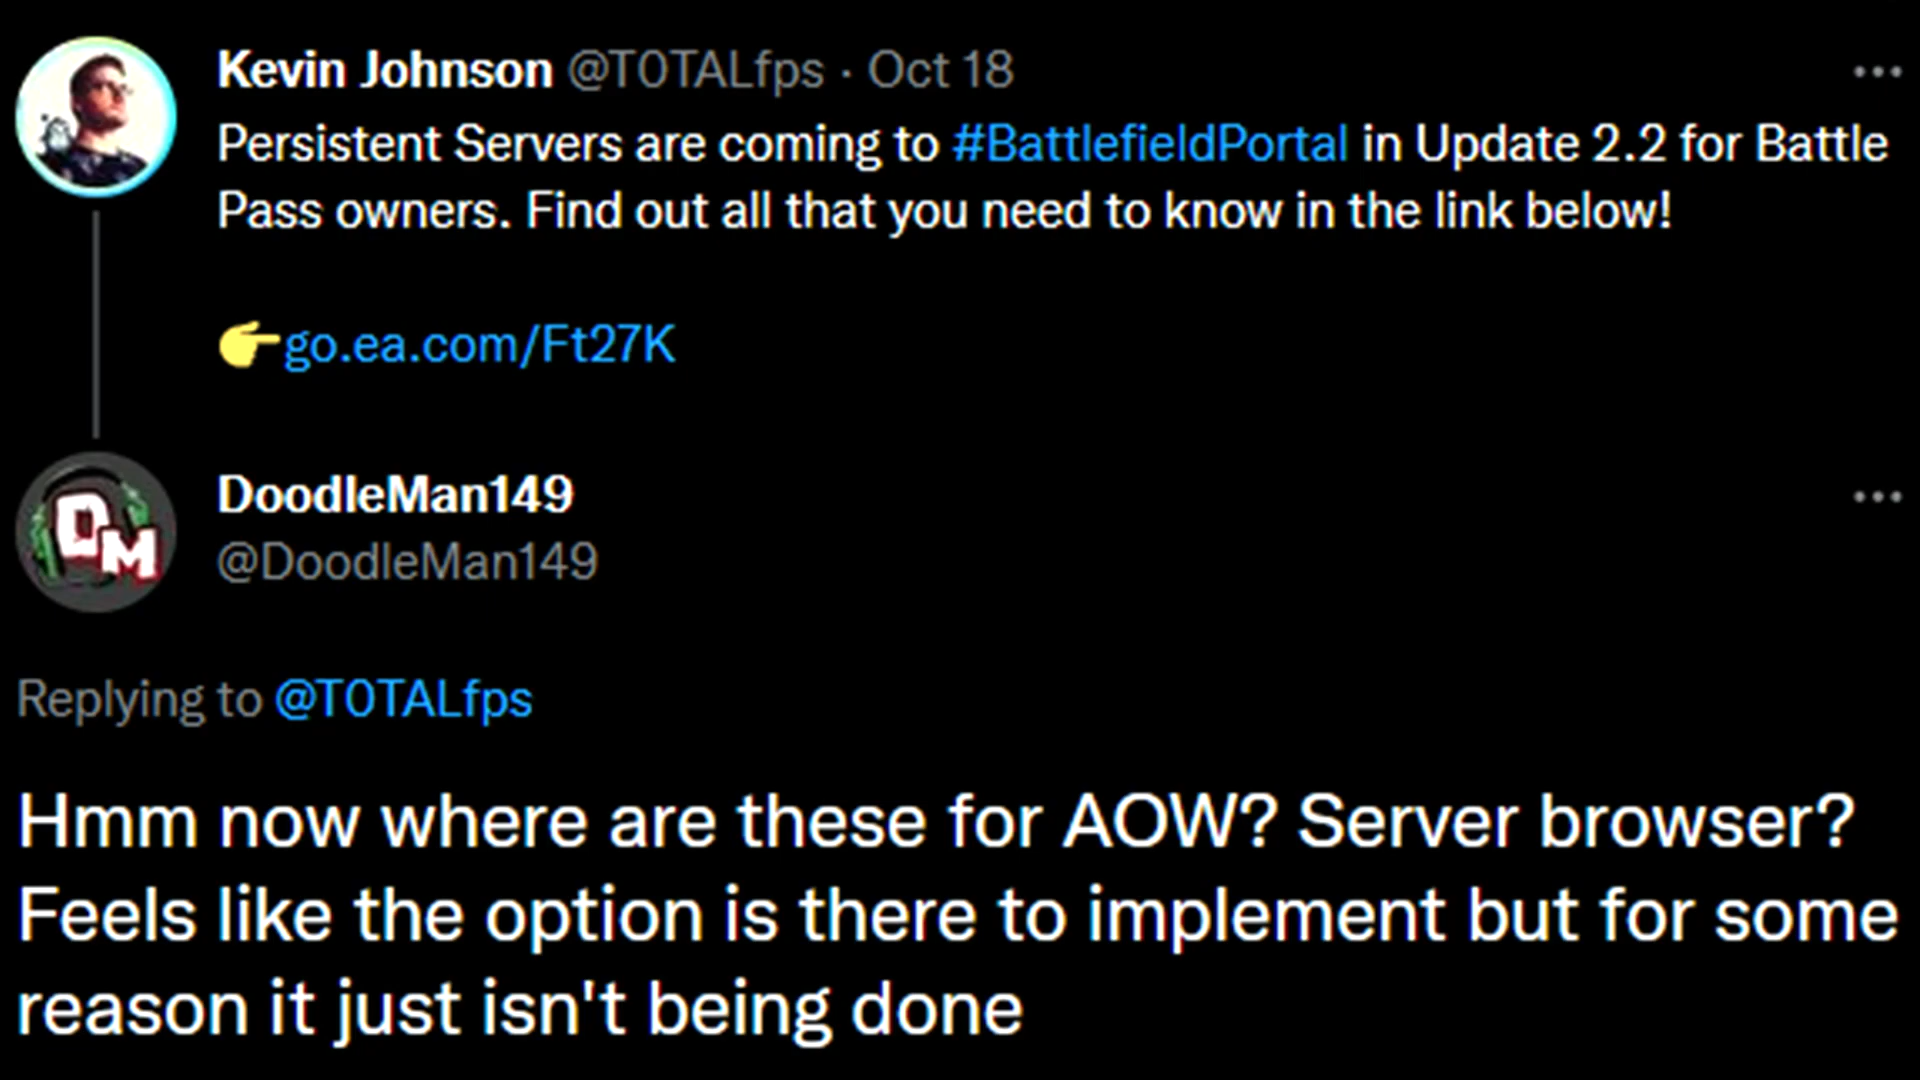 Kevin Johnson @T0TALfps · Oct 18
Persistent Servers are coming to #BattlefieldPortal in Update 2.2 for Battle
Pass owners. Find out all that you need to know in the link below!
👉go.ea.com/Ft27K
DM
DoodleMan149
@DoodleMan149
Replying to @T0TALfps
Hmm now where are these for AOW? Server browser?
Feels like the option is there to implement but for some
reason it just isn't being done